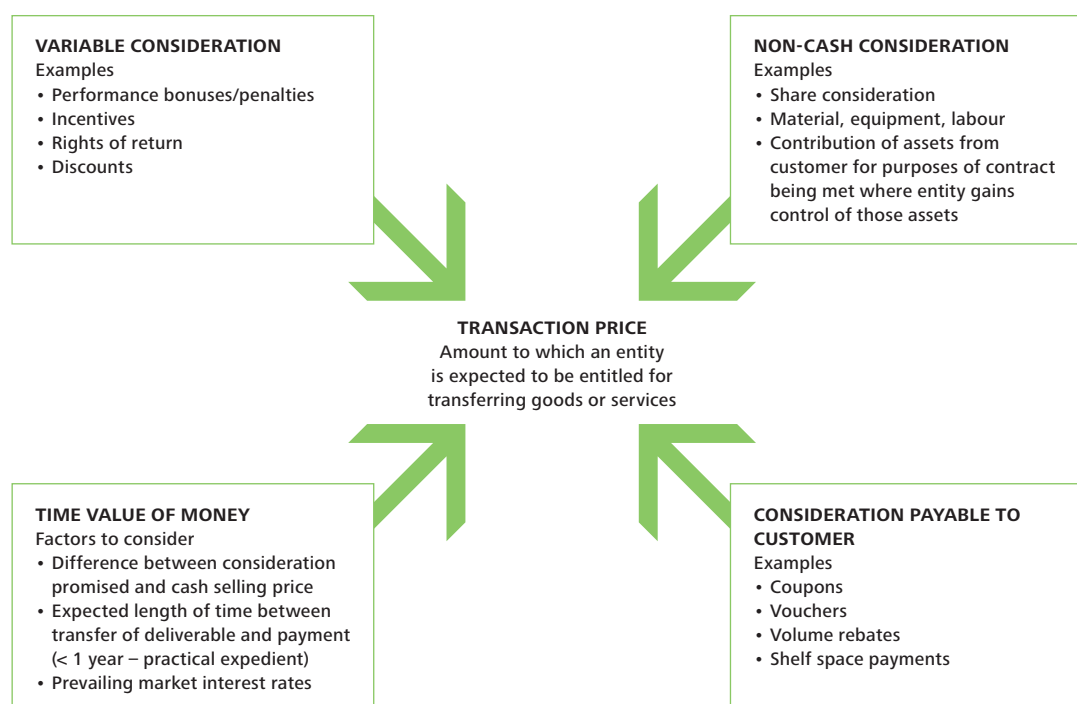 VARIABLE CONSIDERATION
Examples
• Performance bonuses/penalties
• Incentives
• Rights of return
• Discounts
NON-CASH CONSIDERATION
Examples
• Share consideration
• Material, equipment, labour
• Contribution of assets from
customer for purposes of contract
being met where entity gains
control of those assets
TRANSACTION PRICE
Amount to which an entity
is expected to be entitled for
transferring goods or services
TIME VALUE OF MONEY
Factors to consider
• Difference between consideration
promised and cash selling price
• Expected length of time between
transfer of deliverable and payment
(< 1 year – practical expedient)
• Prevailing market interest rates
CONSIDERATION PAYABLE TO
CUSTOMER
Examples
• Coupons
• Vouchers
• Volume rebates
• Shelf space payments